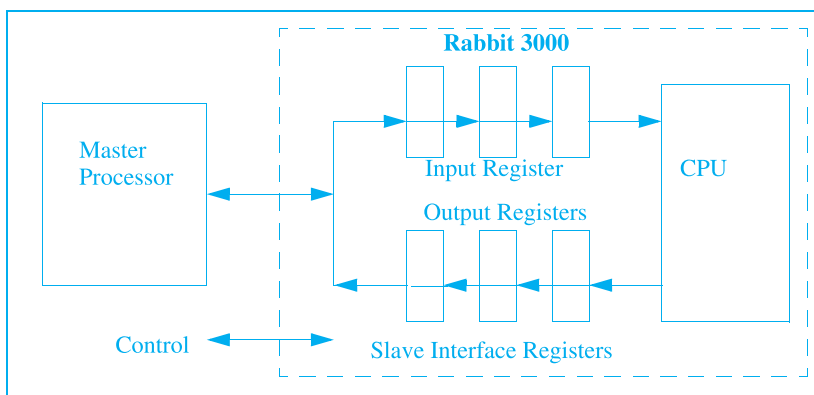 Rabbit 3000
Master
Processor
Input Register
CPU
Output Registers
Control
Slave Interface Registers